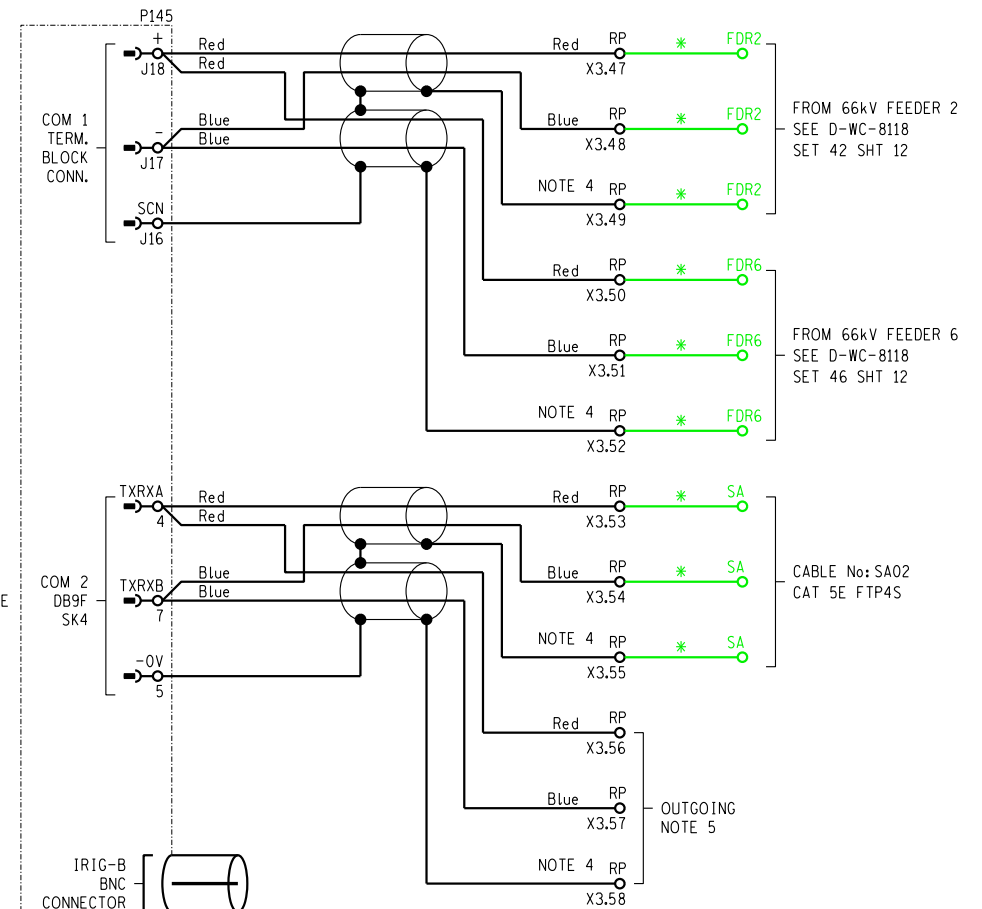 P145
+
J18
Red
Red
Red
RP
X3.47
*
FDR2
COM 1
TERM.
BLOCK
CONN.
-
J17
Blue
Blue
Blue
RP
X3.48
*
FDR2
FROM 66kV FEEDER 2
SEE D-WC-8118
SET 42 SHT 12
SCN
J16
NOTE 4
RP
X3.49
*
FDR2
Red
RP
X3.50
*
FDR6
Blue
RP
X3.51
*
FDR6
FROM 66kV FEEDER 6
SEE D-WC-8118
SET 46 SHT 12
NOTE 4
RP
X3.52
*
FDR6
TXRXA
4
Red
Red
Red
RP
X3.53
*
SA
E
COM 2
DB9F
SK4
TXRXB
7
Blue
Blue
Blue
RP
X3.54
*
SA
CABLE No:SA02
CAT 5E FTP4S
-0V
5
NOTE 4
RP
X3.55
*
SA
Red
RP
X3.56
Blue
RP
X3.57
OUTGOING
NOTE 5
NOTE 4
RP
X3.58
IRIG-B
BNC
CONNECTOR